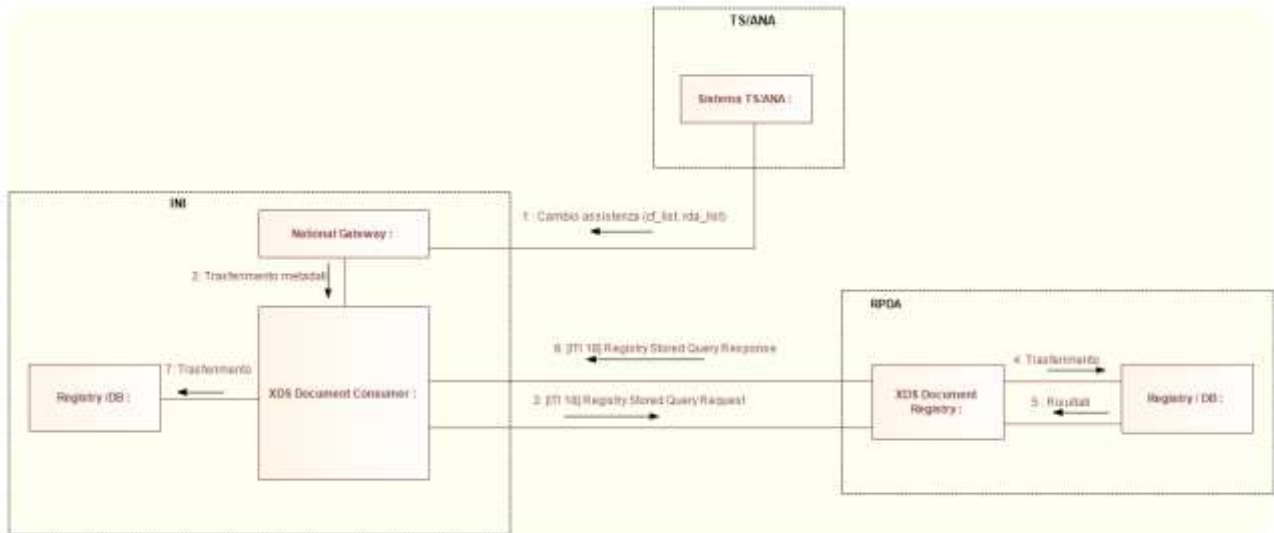 TS/ANA
Sistema TS/ANA :
INI
National Gateway :
1 : Cambio assistenza (cf_list, rda_list)
2: Trasferimento metadati
RPDA
6: [ITI 18] Registry Stored Query Response
4: Trasferimento
7: Trasferimento
Registry /DB :
XDS Document Consumer :
3: [ITI 18] Registry Stored Query Request
XDS Document
Registry :
5 : Risultati
Registry / DB :